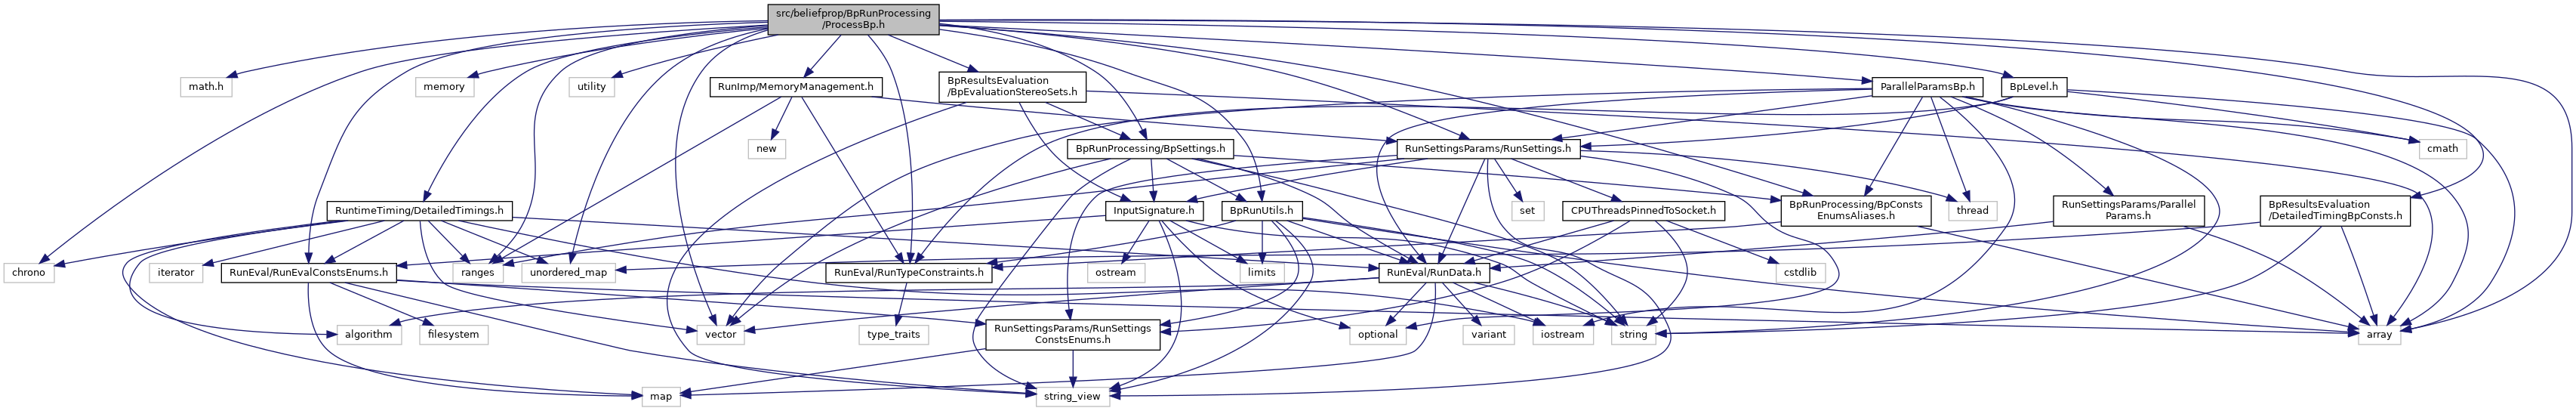 src/beliefprop/BpRunProcessing
/ProcessBp.h
math.h
memory
utility
RunImp/MemoryManagement.h
BpResultsEvaluation
/BpEvaluationStereoSets.h
ParallelParamsBp.h
BpLevel.h
new
BpRunProcessing/BpSettings.h
RunSettingsParams/RunSettings.h
cmath
RuntimeTiming/DetailedTimings.h
InputSignature.h
BpRunUtils.h
set
CPUThreadsPinnedToSocket.h
BpRunProcessing/BpConsts
EnumsAliases.h
thread
RunSettingsParams/Parallel
Params.h
BpResultsEvaluation
/DetailedTimingBpConsts.h
chrono
iterator
RunEval/RunEvalConstsEnums.h
ranges
unordered_map
RunEval/RunTypeConstraints.h
ostream
limits
RunEval/RunData.h
cstdlib
algorithm
filesystem
vector
type_traits
RunSettingsParams/RunSettings
ConstsEnums.h
optional
variant
iostream
string
array
map
string_view